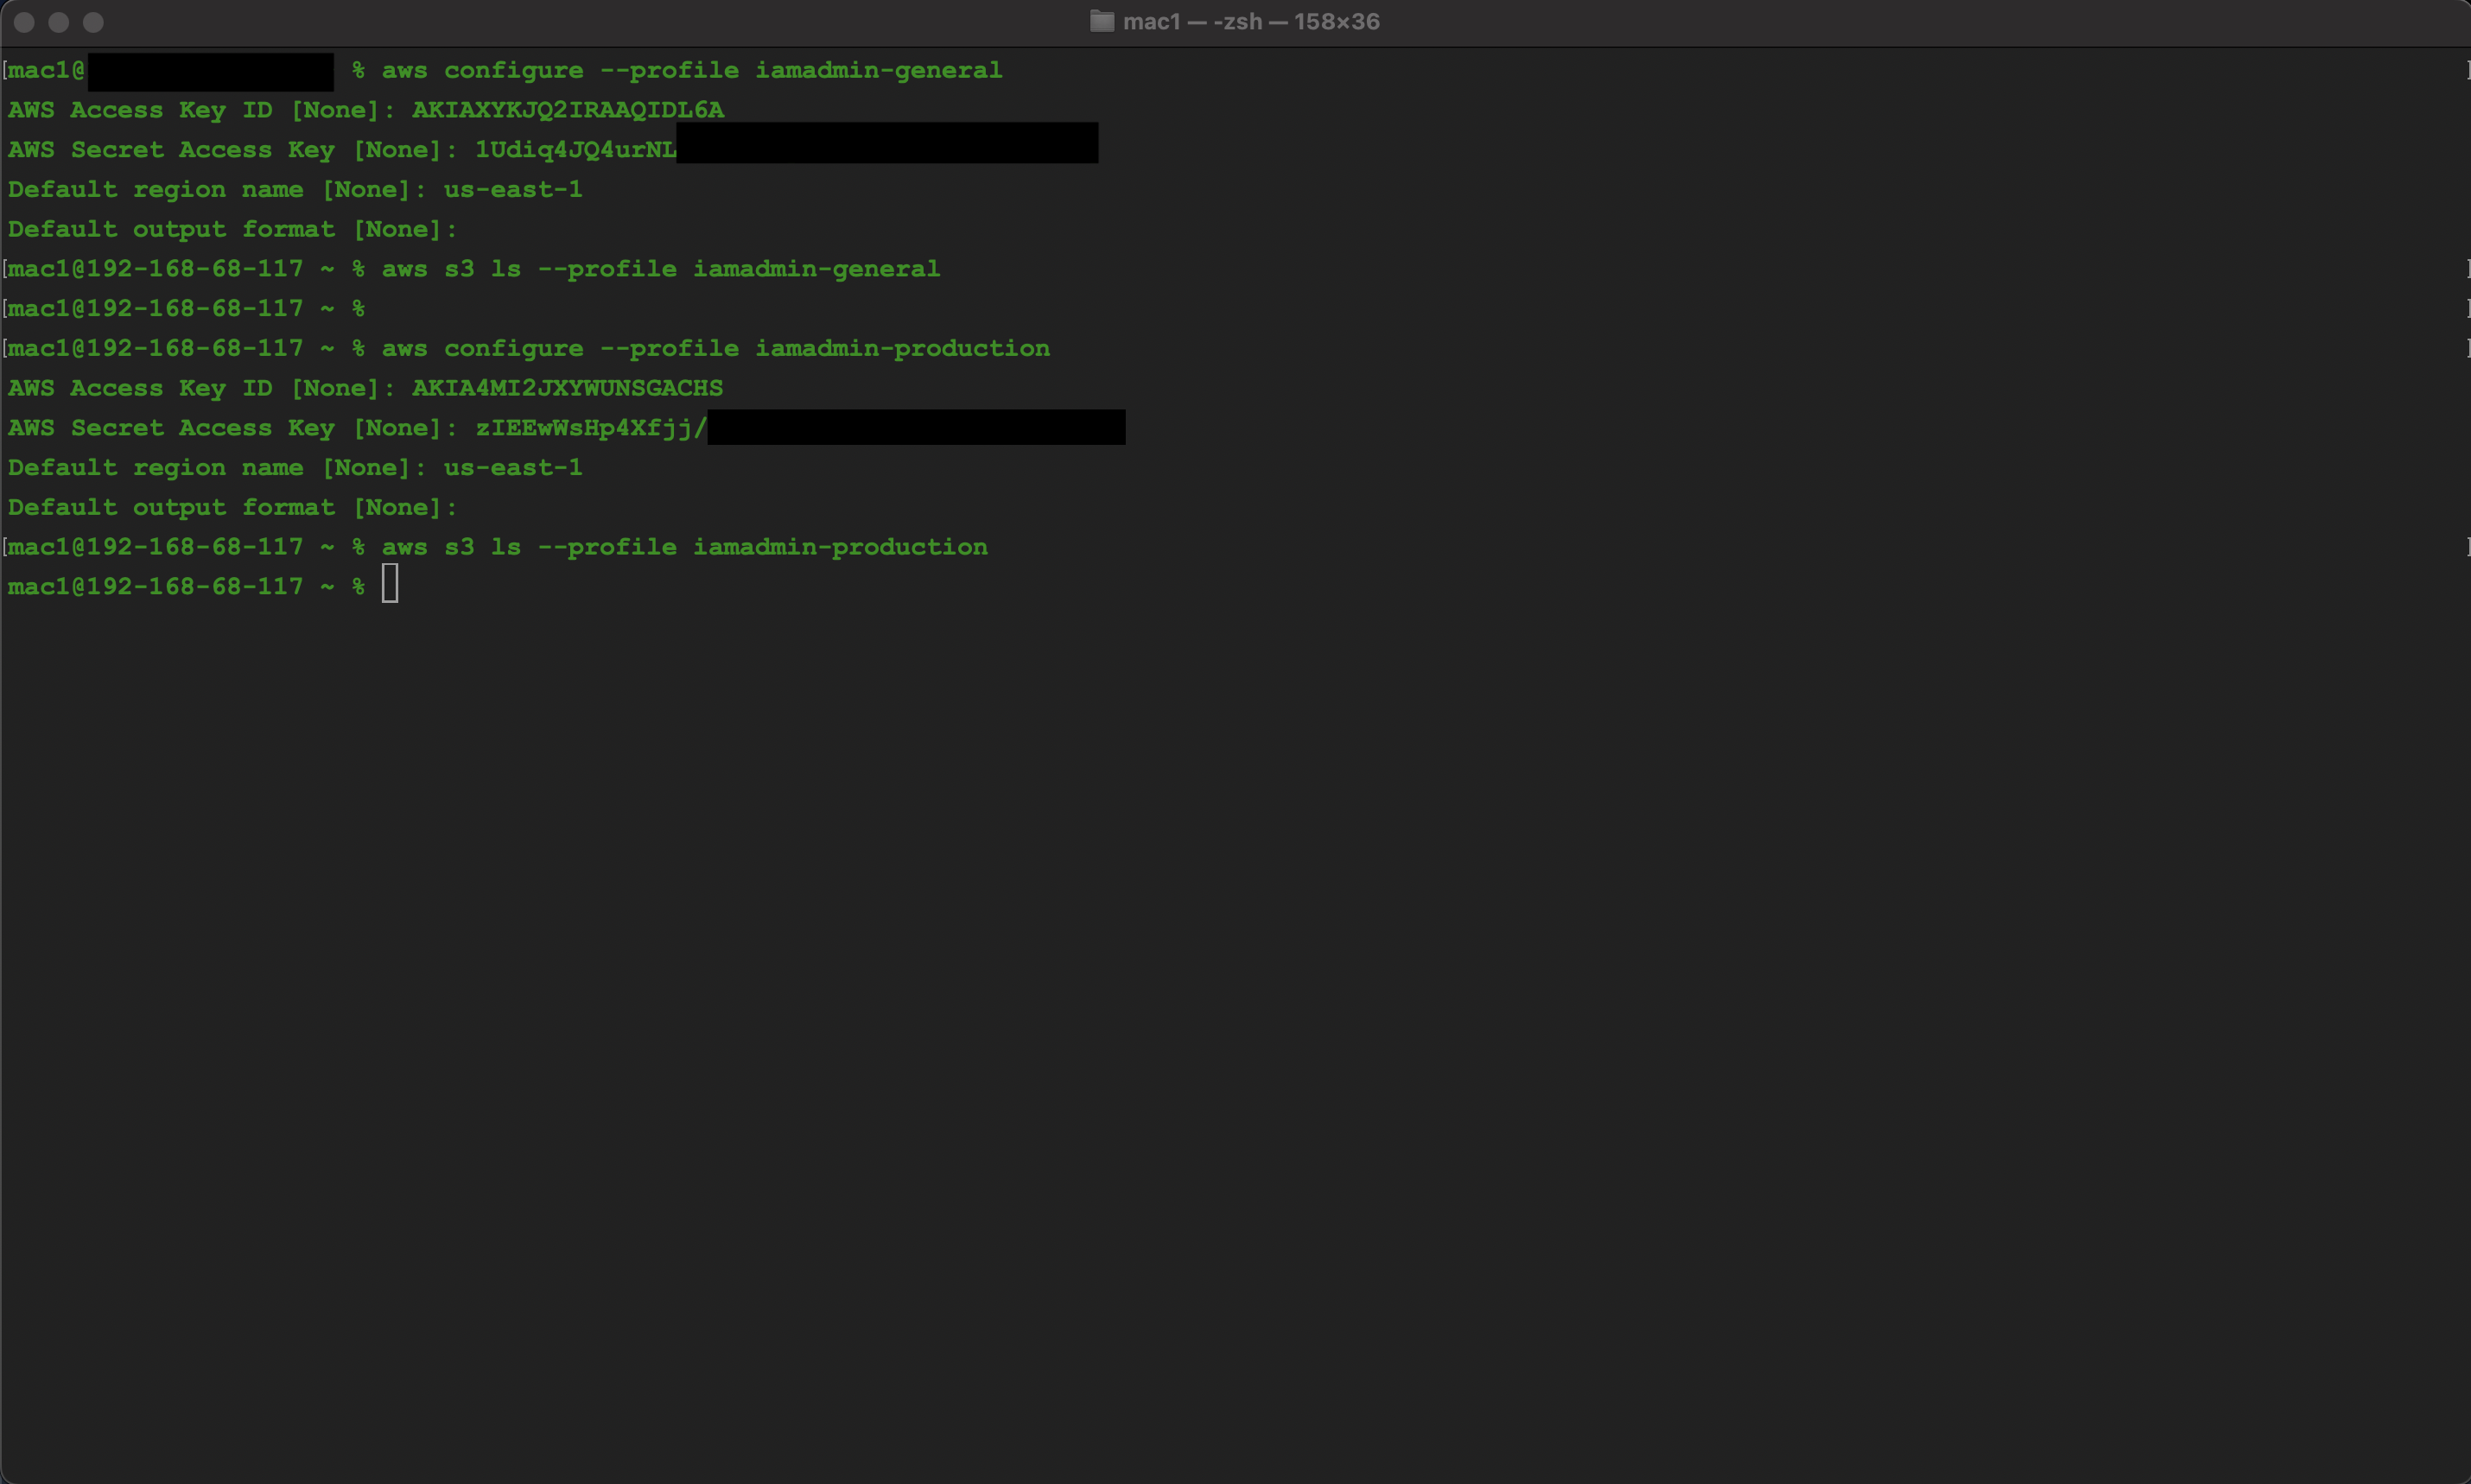 mac1 — -zsh — 158×36
mac1@ % aws configure --profile iamadmin-general
AWS Access Key ID [None]: AKIAXYKJQ2IRAAQIDL6A
AWS Secret Access Key [None]: 1Udiq4JQ4urNL
Default region name [None]: us-east-1
Default output format [None]:
mac1@192-168-68-117 ~ % aws s3 ls --profile iamadmin-general
mac1@192-168-68-117 ~ %
mac1@192-168-68-117 ~ % aws configure --profile iamadmin-production
AWS Access Key ID [None]: AKIA4MI2JXYWUNSGACHS
AWS Secret Access Key [None]: zIEEwWsHp4Xfjj/
Default region name [None]: us-east-1
Default output format [None]:
mac1@192-168-68-117 ~ % aws s3 ls --profile iamadmin-production
mac1@192-168-68-117 ~ %